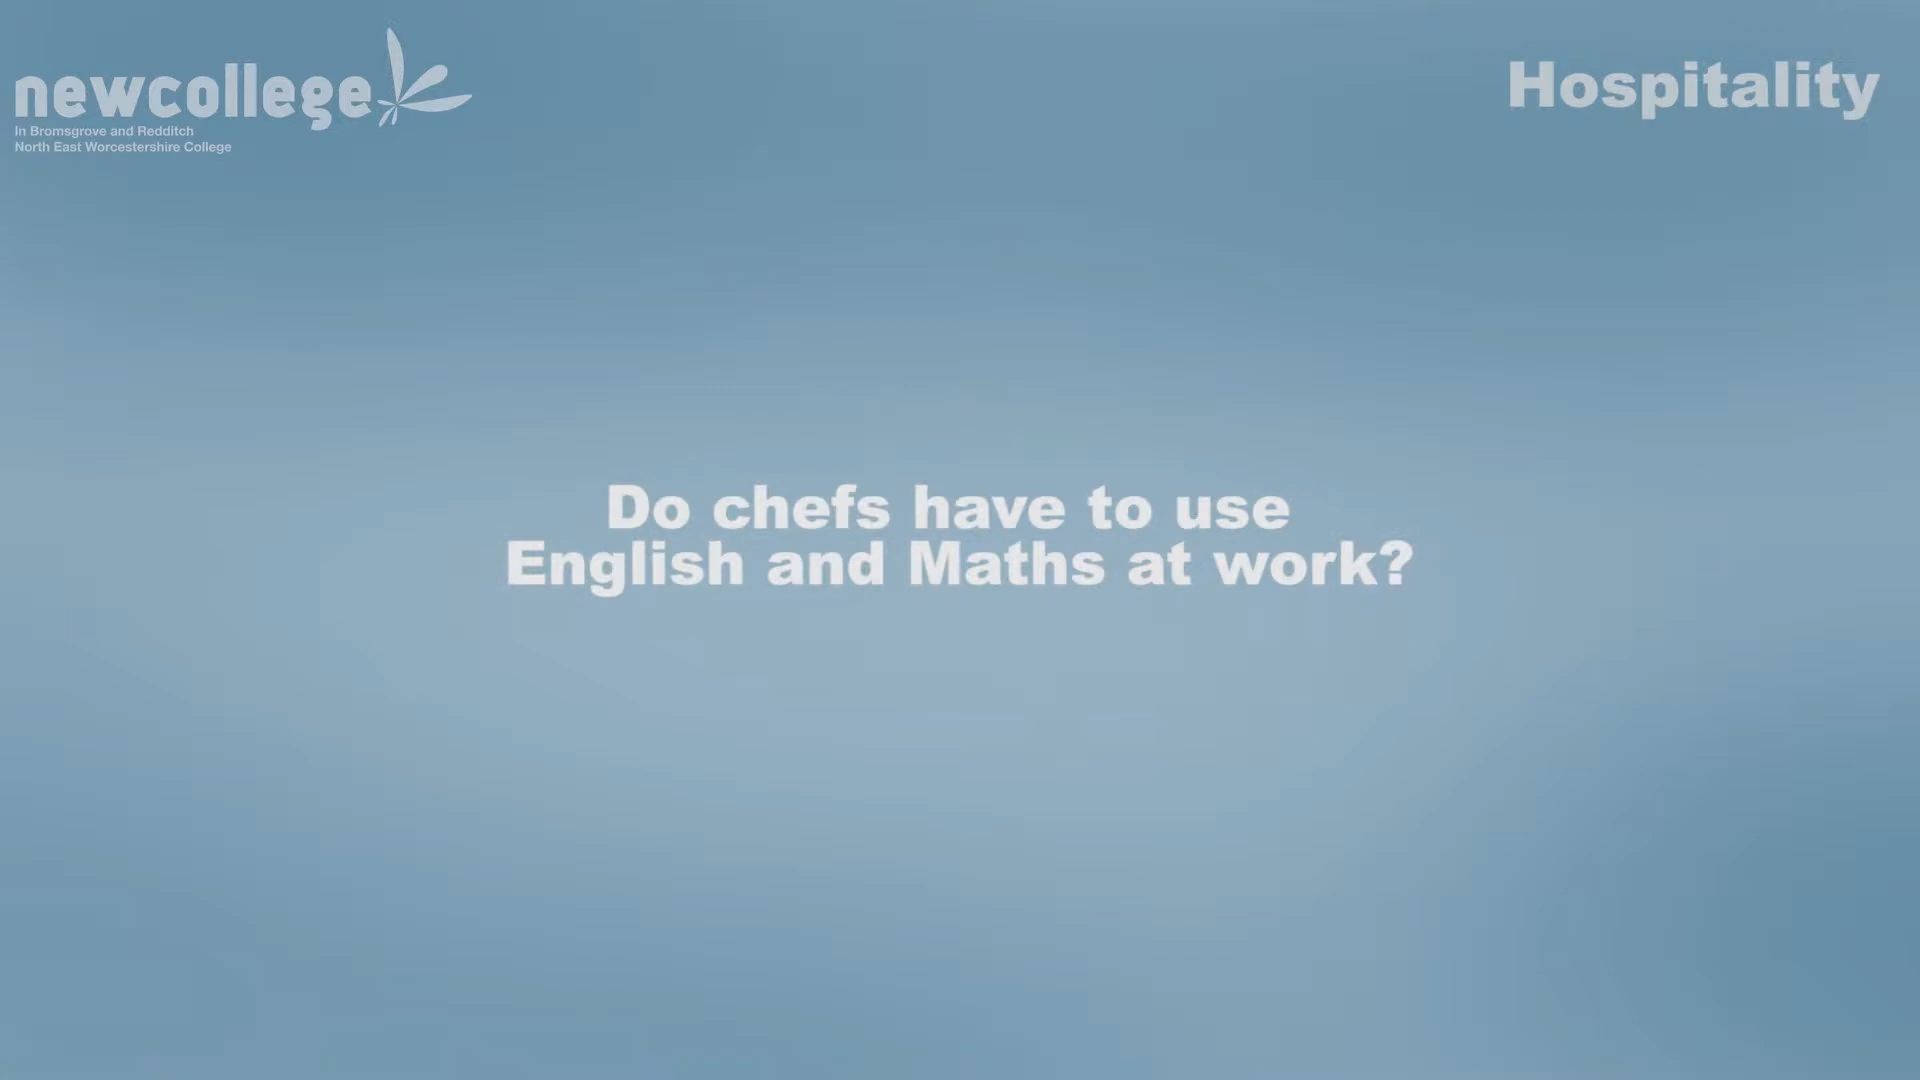 newcollege
In Bromsgrove and Redditch
North East Worcestershire College
Hospitality
Do chefs have to use
English and Maths at work?